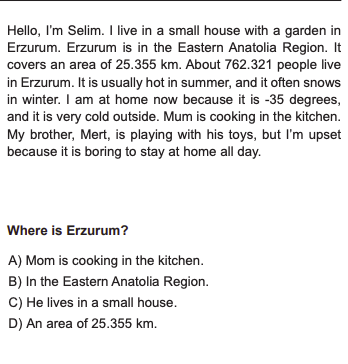 Hello, I'm Selim. I live in a small house with a garden in
Erzurum. Erzurum is in the Eastern Anatolia Region. It
covers an area of 25.355 km. About 762.321 people live
in Erzurum. It is usually hot in summer, and it often snows
in winter. I am at home now because it is -35 degrees,
and it is very cold outside. Mum is cooking in the kitchen.
My brother, Mert, is playing with his toys, but I'm upset
because it is boring to stay at home all day.
Where is Erzurum?
A) Mom is cooking in the kitchen.
B) In the Eastern Anatolia Region.
C) He lives in a small house.
D) An area of 25.355 km.